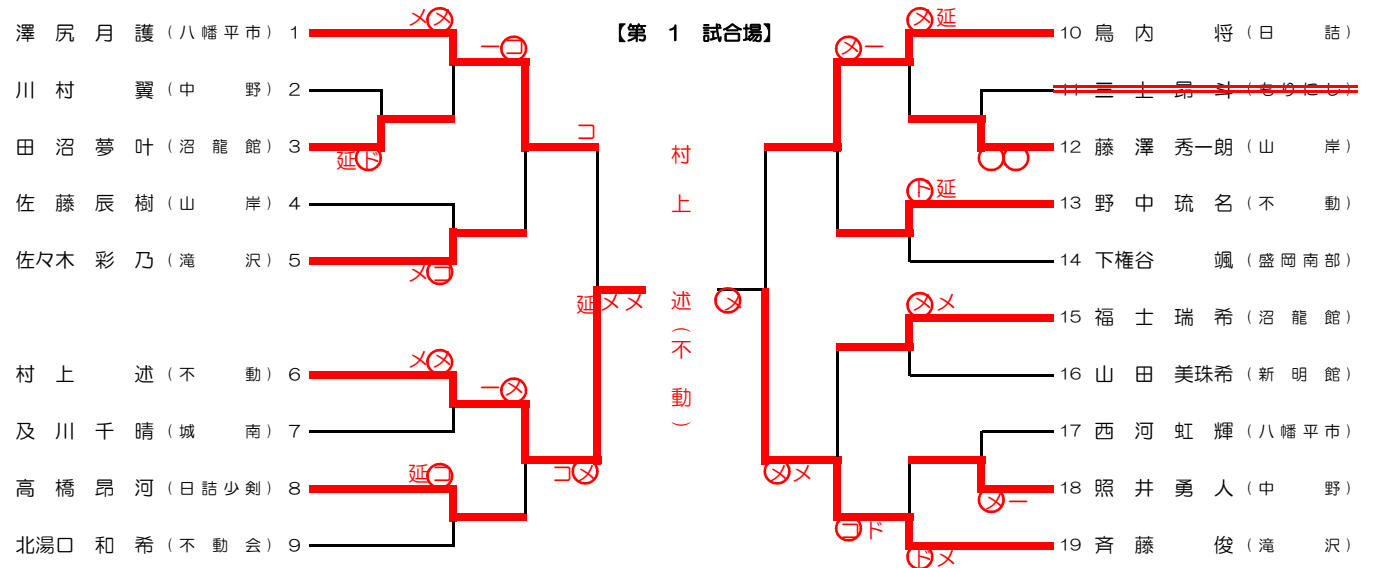 【第 1 試合場】
澤尻月護(八幡平市) 1
川村 翼(中 野) 2
田沼夢叶(沼龍館) 3
佐藤辰樹(山 岸) 4
佐々木彩乃(滝 沢) 5
村上 述(不 動) 6
及川千晴(城 南) 7
高橋昂河(日詰少剣) 8
北湯口和希(不動会) 9
メメ
一コ
延ド
メコ
コ
メメ
一メ
延コ
コメ
延メメ
村上 述(不動)
メ
10 鳥内 将(日 詰)
11 三上昂斗(もりにし)
12 藤澤秀一朗(山 岸)
13 野中琉名(不 動)
14 下権谷 颯(盛岡南部)
15 福士瑞希(沼龍館)
16 山田美珠希(新明館)
17 西河虹輝(八幡平市)
18 照井勇人(中 野)
19 斉藤 俊(滝 沢)
メ延
メ一
○○
ド延
メメ
メメ
メ一
コド
ドメ